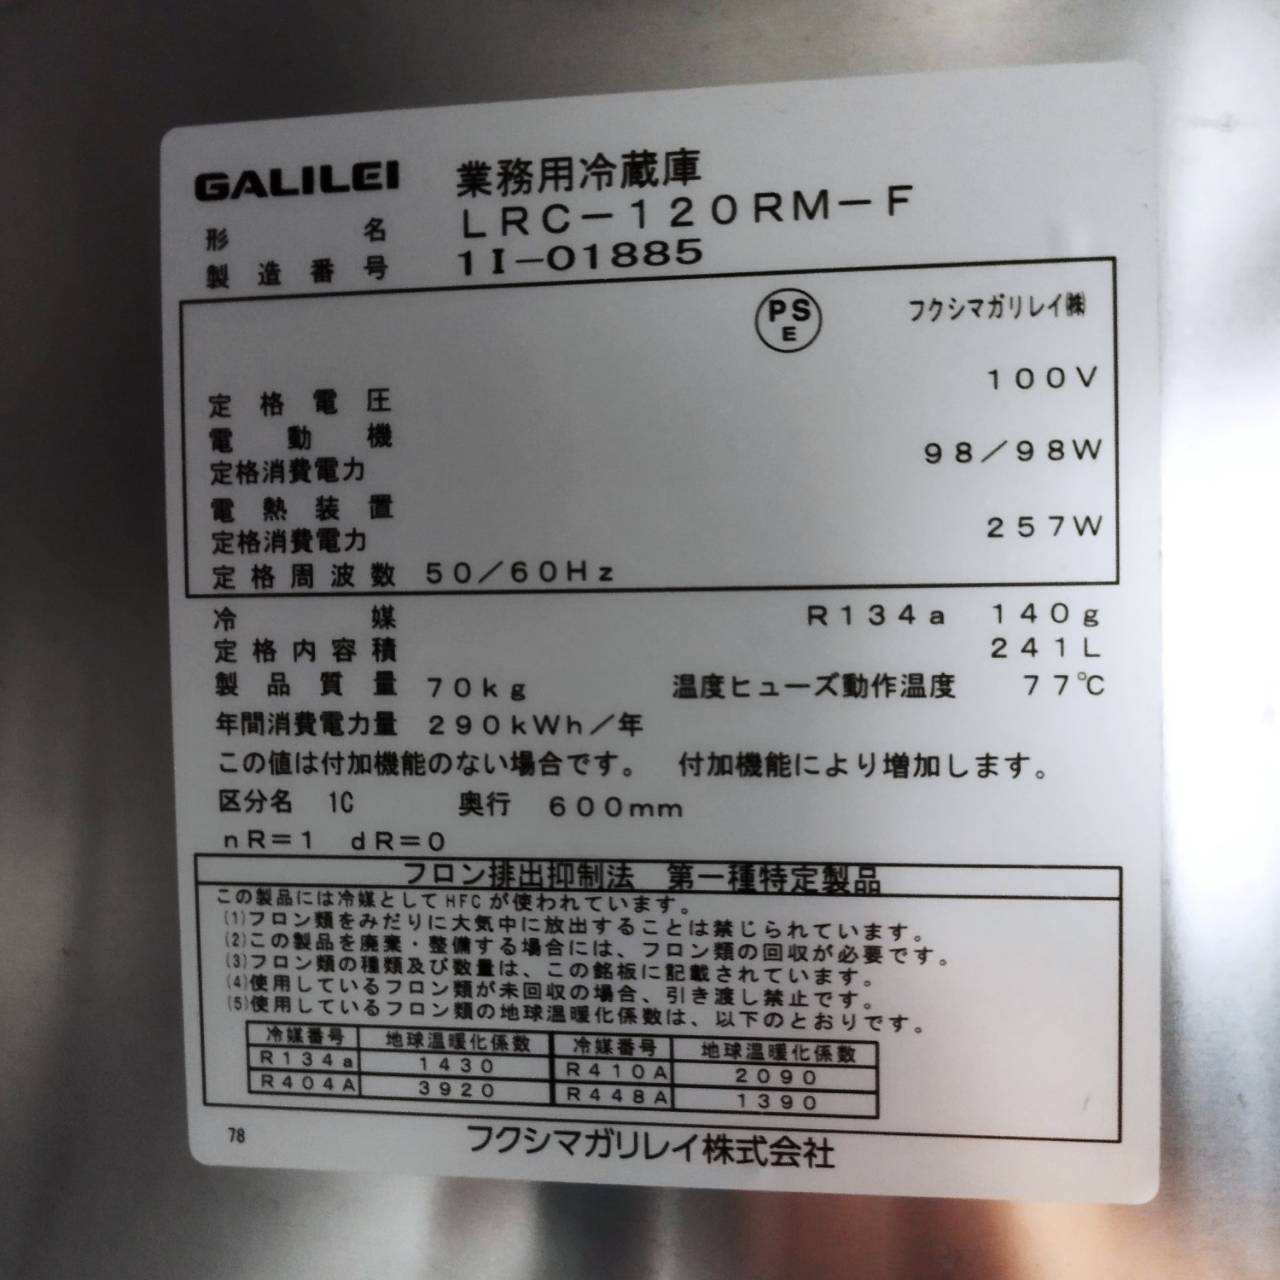 GALILEI 業務用冷蔵庫
形名 LRC-120RM-F
製造番号 1I-01885
PS
E
フクシマガリレイ㈱
定格電圧 100V
電動機
定格消費電力 98/98W
電熱装置
定格消費電力 257W
定格周波数 50/60Hz
冷媒 R134a 140g
定格内容積 241L
製品質量 70kg 温度ヒューズ動作温度 77℃
年間消費電力量 290kWh/年
この値は付加機能のない場合です。 付加機能により増加します。
区分名 1C 奥行 600mm
nR=1 dR=0
フロン排出抑制法 第一種特定製品
この製品には冷媒としてHFCが使われています。
(1)フロン類をみだりに大気中に放出することは禁じられています。
(2)この製品を廃棄・整備する場合には、フロン類の回収が必要です。
(3)フロン類の種類及び数量は、この銘板に記載されています。
(4)使用しているフロン類が未回収の場合、引き渡し禁止です。
(5)使用しているフロン類の地球温暖化係数は、以下のとおりです。
冷媒番号 地球温暖化係数 冷媒番号 地球温暖化係数
R134a 1430 R410A 2090
R404A 3920 R448A 1390
78 フクシマガリレイ株式会社